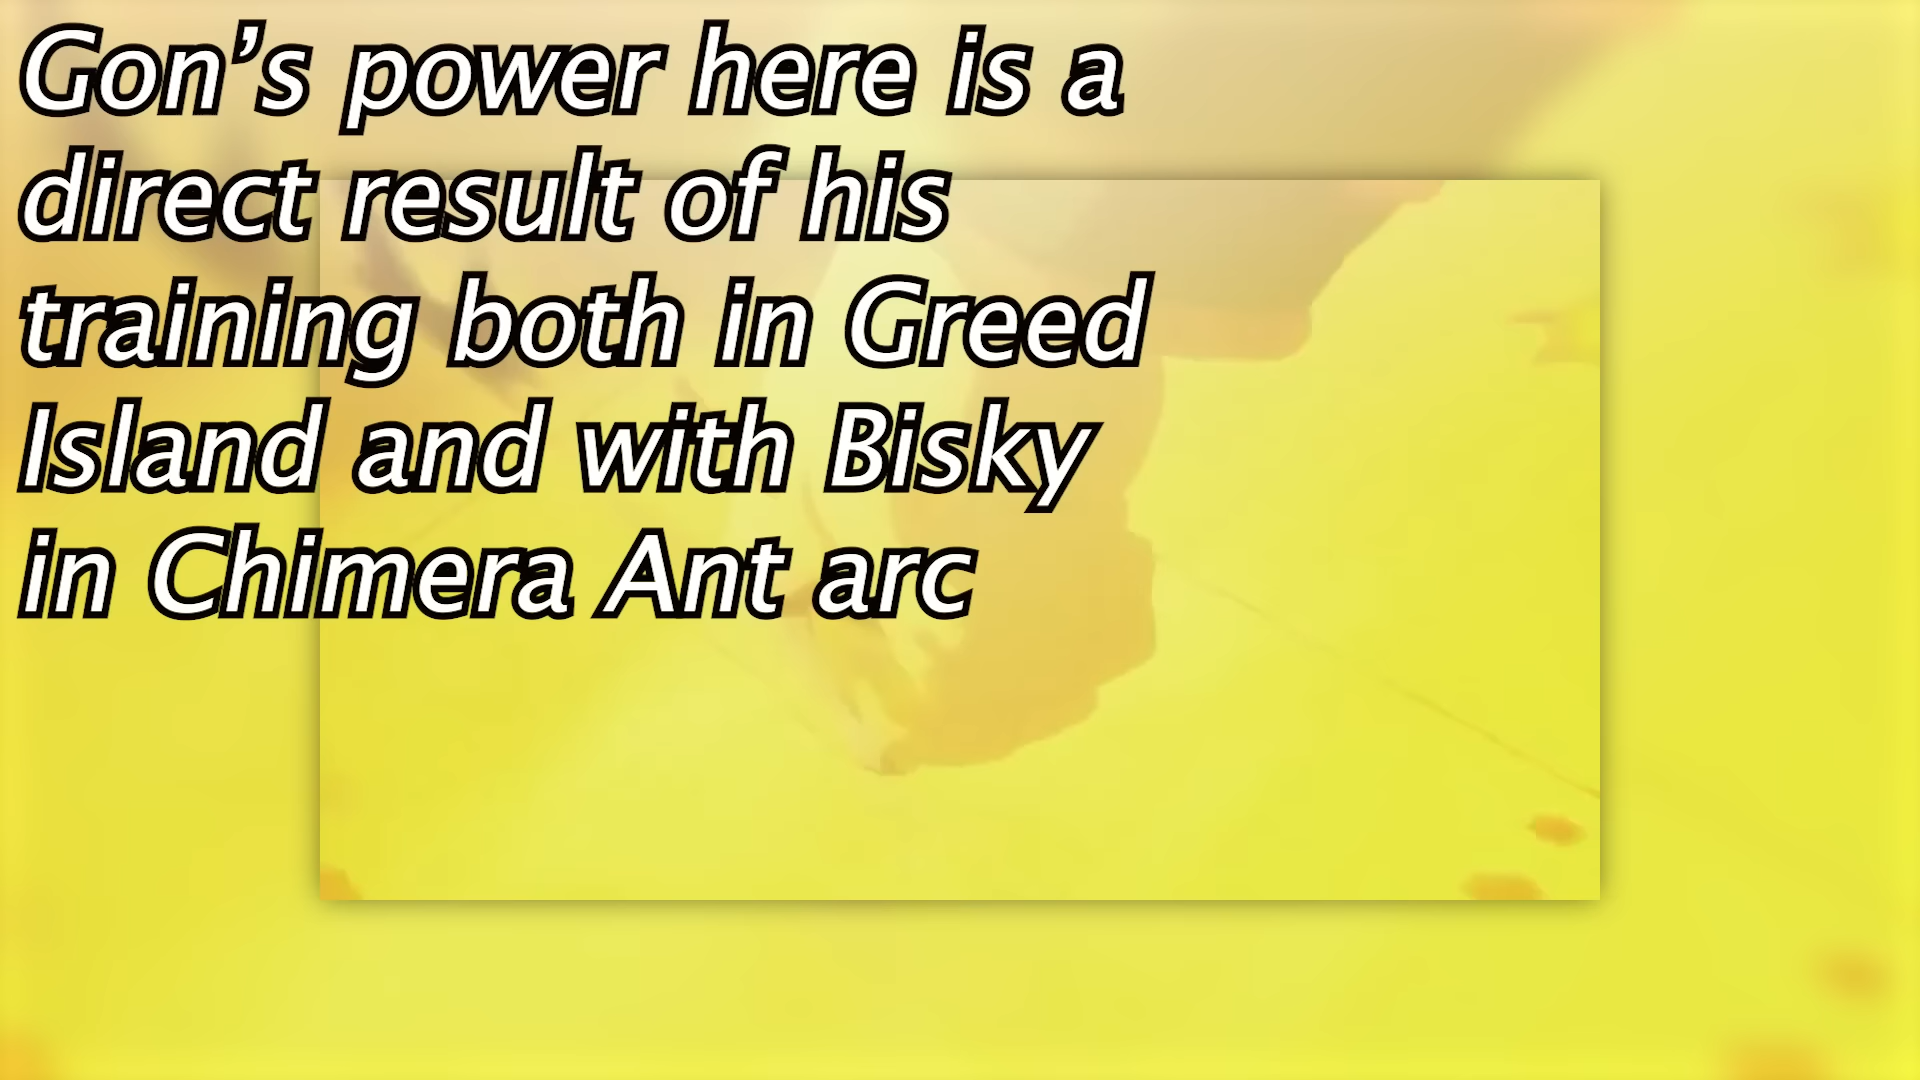 Gon’s power here is a
direct result of his
training both in Greed
Island and with Bisky
in Chimera Ant arc